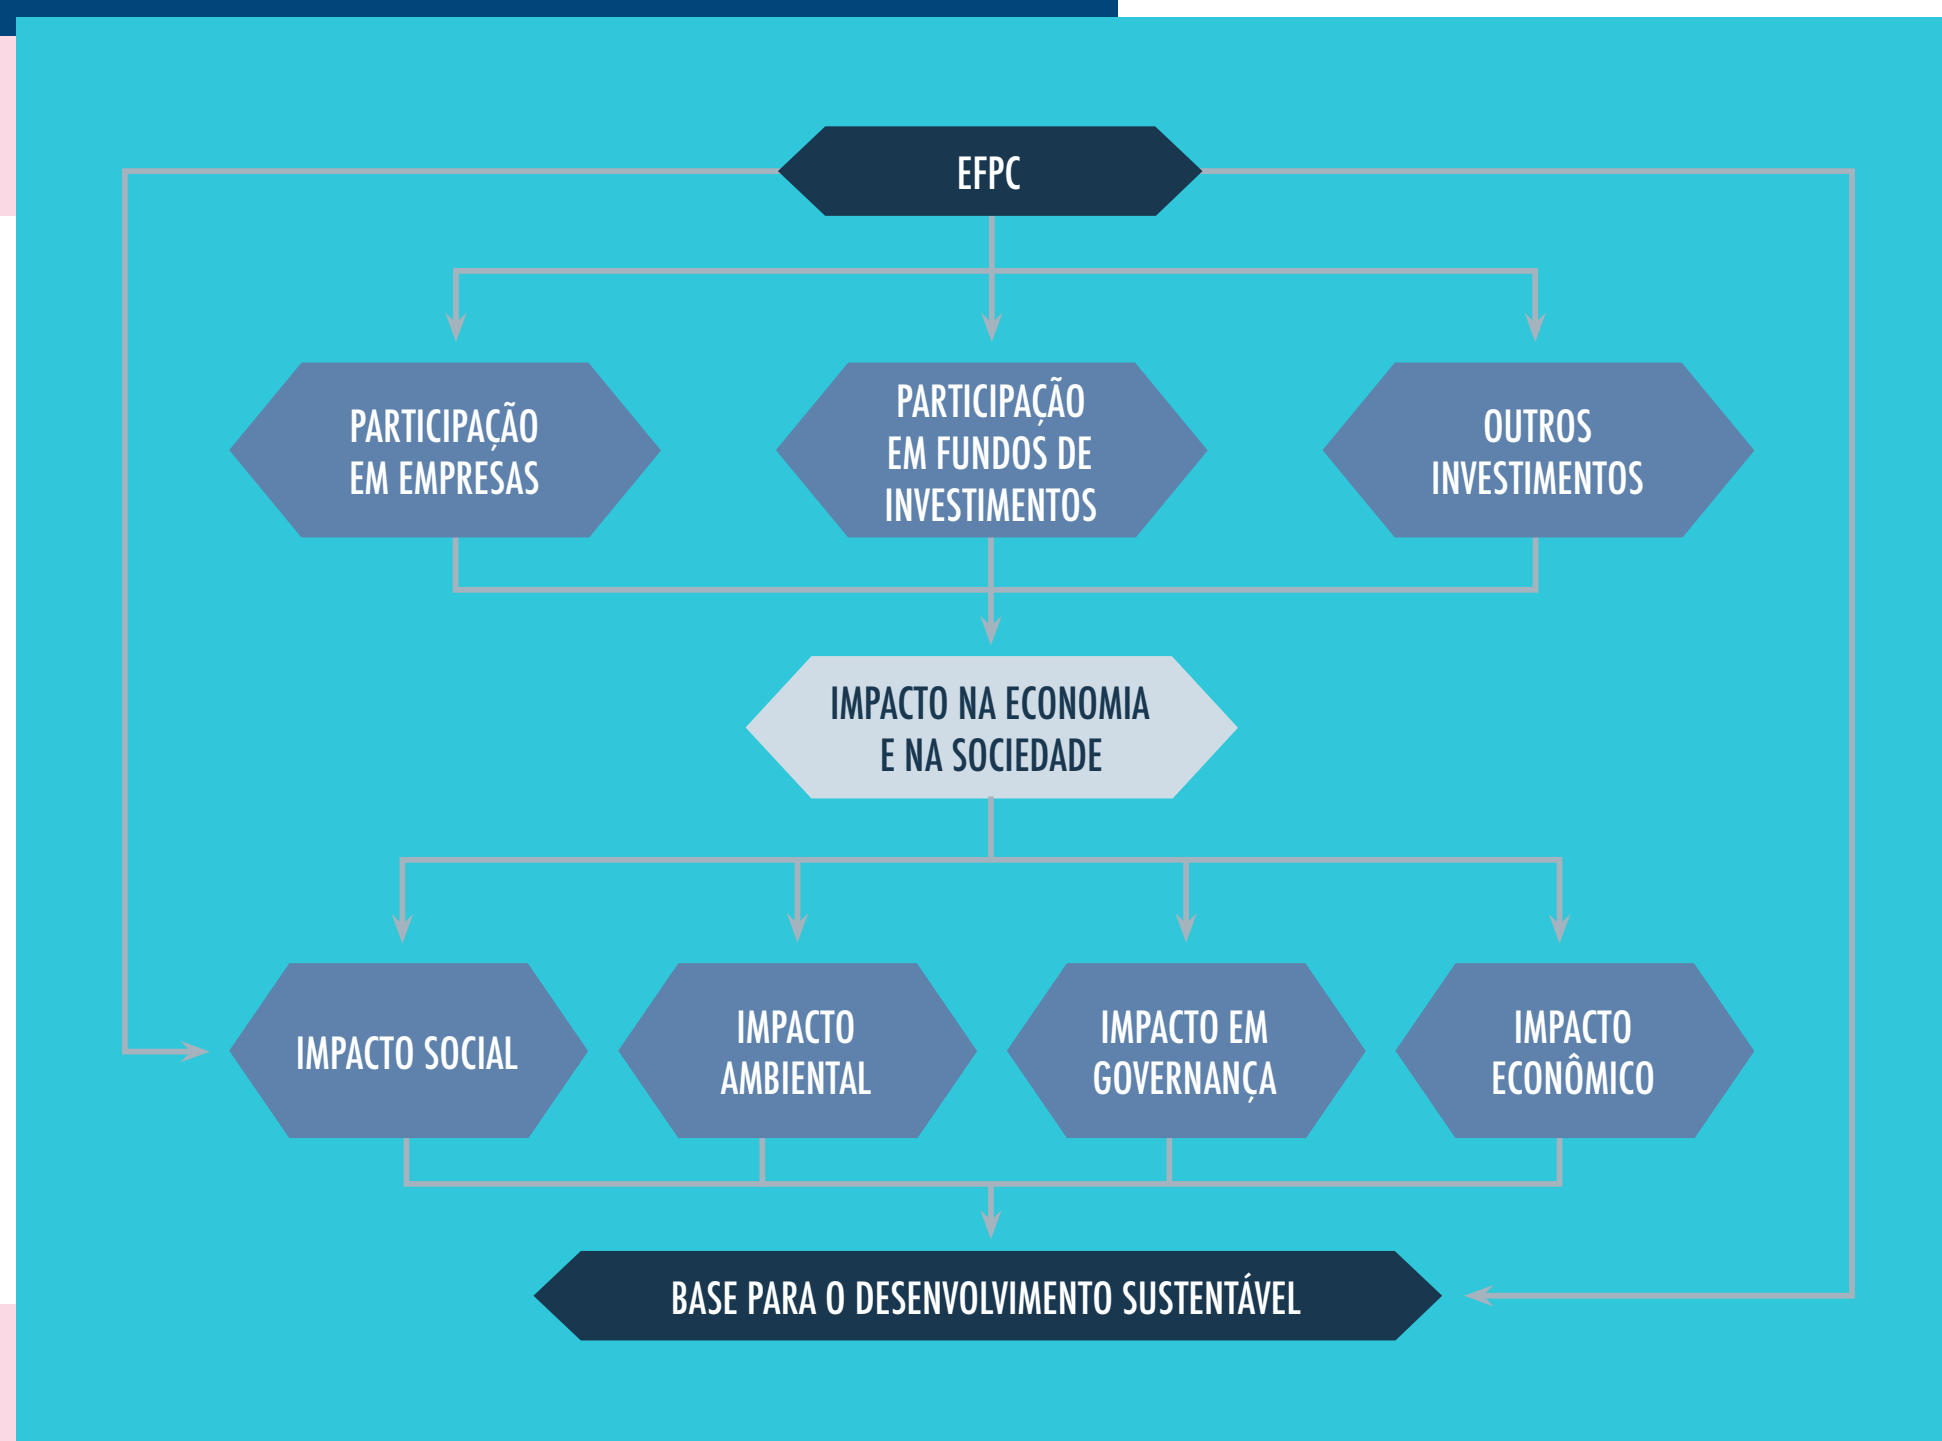 EFPC
PARTICIPAÇÃO
EM EMPRESAS
PARTICIPAÇÃO
EM FUNDOS DE
INVESTIMENTOS
OUTROS
INVESTIMENTOS
IMPACTO NA ECONOMIA
E NA SOCIEDADE
IMPACTO SOCIAL
IMPACTO
AMBIENTAL
IMPACTO EM
GOVERNANÇA
IMPACTO
ECONÔMICO
BASE PARA O DESENVOLVIMENTO SUSTENTÁVEL